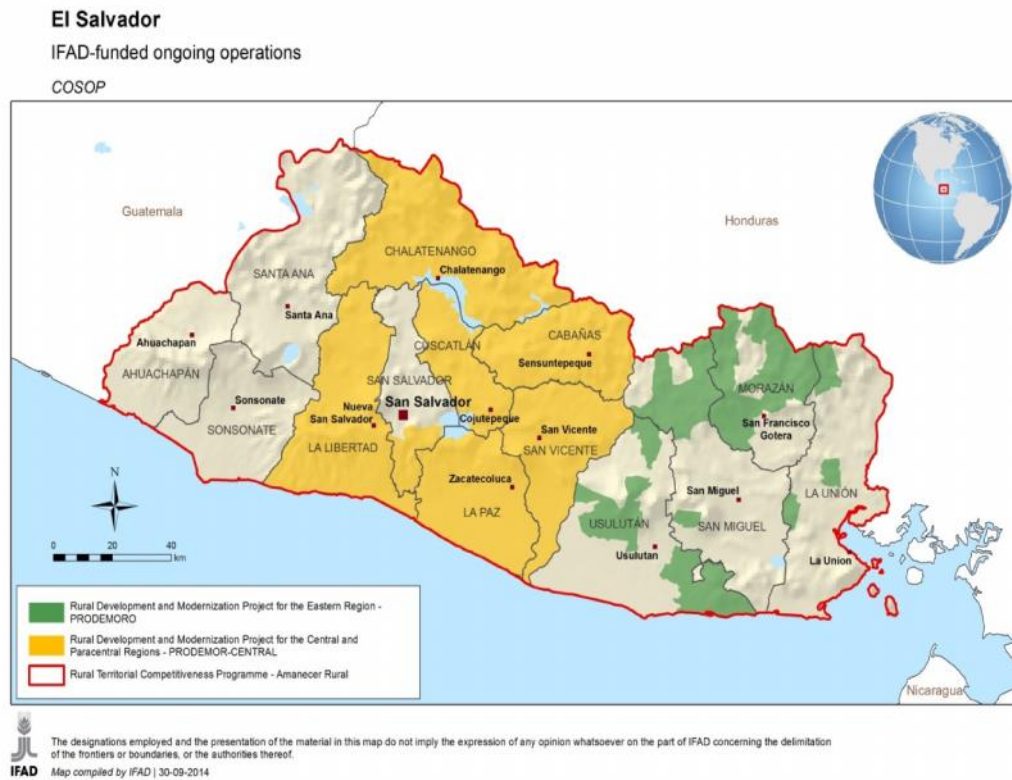 El Salvador
IFAD-funded ongoing operations
COSOP
Guatemala
Honduras
CHALATENANGO
Chalatenango
SANTA ANA
Santa Ana
Ahuachapan
AHUACHAPÁN
CABAÑAS
Sensuntepeque
CUSCATLÁN
SAN SALVADOR
San Salvador
Sonsonate
SONSONATE
Nueva
San Salvador
Cojutepeque
LA LIBERTAD
San Vicente
SAN VICENTE
MORAZÁN
San Francisco
Gotera
Zacatecoluca
LA PAZ
San Miguel
SAN MIGUEL
LA UNIÓN
USULUTÁN
Usulutan
La Union
N
0
20
40
km
Rural Development and Modernization Project for the Eastern Region -
PRODEMORO
Rural Development and Modernization Project for the Central and
Paracentral Regions - PRODEMOR-CENTRAL
Rural Territorial Competitiveness Programme - Amanecer Rural
Nicaragua
The designations employed and the presentation of the material in this map do not imply the expression of any opinion whatsoever on the part of IFAD concerning the delimitation
of the frontiers or boundaries, or the authorities thereof.
IFAD
Map compiled by IFAD | 30-09-2014